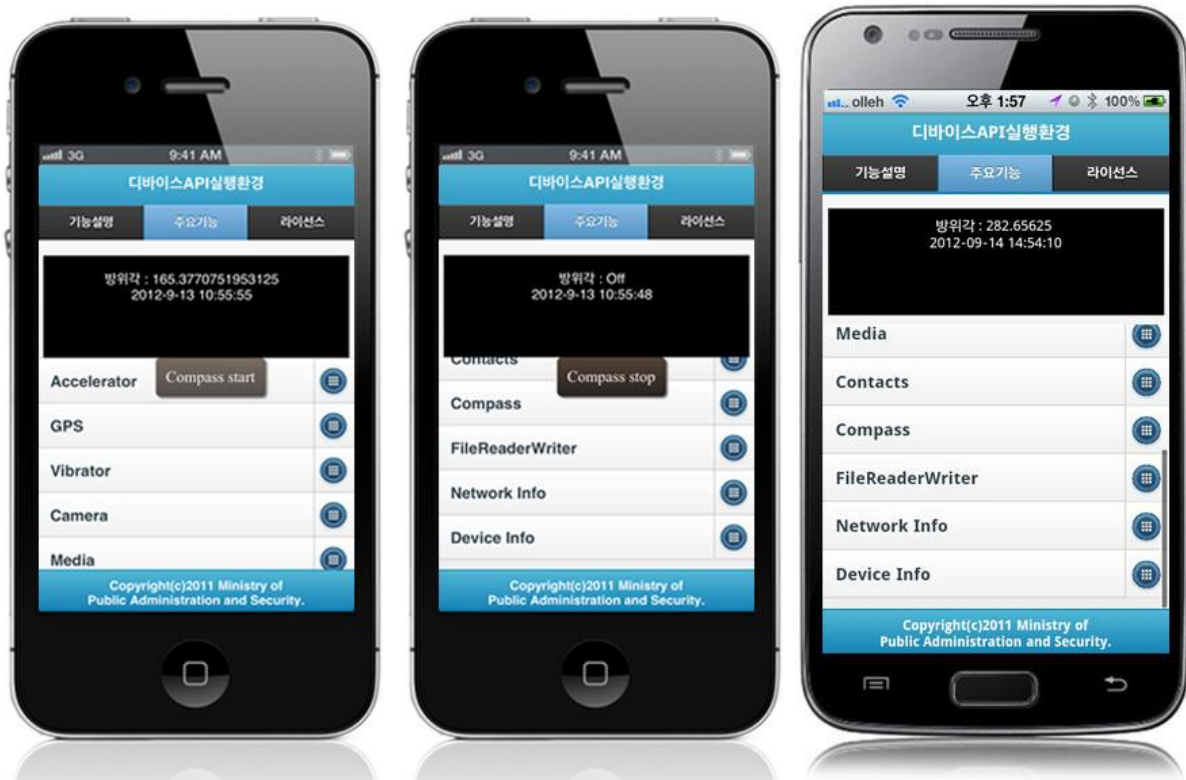 3G 9:41 AM
디바이스API실행환경
기능설명 주요기능 라이선스
방위각 : 165.3770751953125
2012-9-13 10:55:55
Compass start
Accelerator
GPS
Vibrator
Camera
Media
Copyright(c)2011 Ministry of
Public Administration and Security.
3G 9:41 AM
디바이스API실행환경
기능설명 주요기능 라이선스
방위각 : Off
2012-9-13 10:55:48
Contacts
Compass stop
Compass
FileReaderWriter
Network Info
Device Info
Copyright(c)2011 Ministry of
Public Administration and Security.
olleh 오후 1:57 100%
디바이스API실행환경
기능설명 주요기능 라이선스
방위각 : 282.65625
2012-09-14 14:54:10
Media
Contacts
Compass
FileReaderWriter
Network Info
Device Info
Copyright(c)2011 Ministry of
Public Administration and Security.